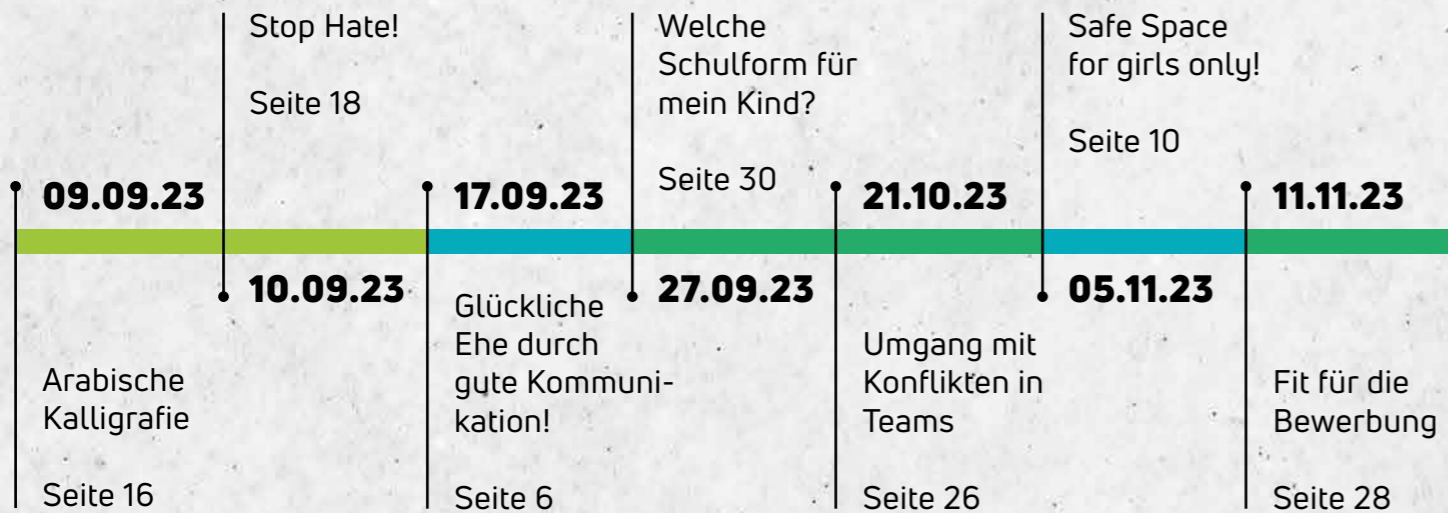 09.09.23
Arabische
Kalligrafie
Seite 16
Stop Hate!
Seite 18
10.09.23
17.09.23
Glückliche
Ehe durch
gute Kommuni-
kation!
Seite 6
Welche
Schulform für
mein Kind?
Seite 30
27.09.23
21.10.23
Umgang mit
Konflikten in
Teams
Seite 26
Safe Space
for girls only!
Seite 10
05.11.23
11.11.23
Fit für die
Bewerbung
Seite 28